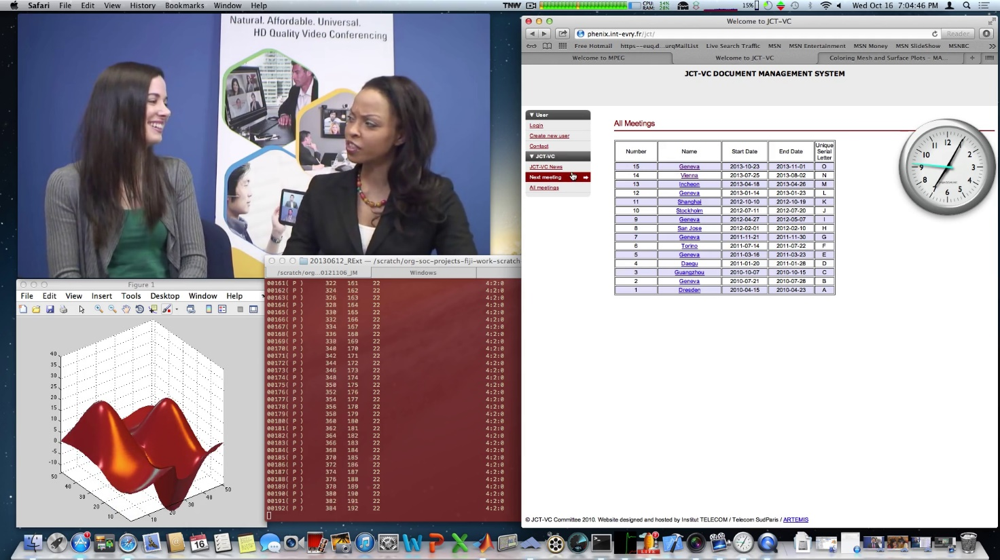 Safari File Edit View History Bookmarks Window Help
TNW CPU: 14% RAM: 28% 15% Wed Oct 16 7:04:46 PM
Natural. Affordable. Universal.
HD Quality Video Conferencing
Welcome to JCT-VC
phenix.int-evry.fr/jct/
Reader
Free Hotmail https--euq.d...urqMailList Live Search Traffic MSN MSN Entertainment MSN Money MSN SlideShow MSNBC
Welcome to MPEG Welcome to JCT-VC Coloring Mesh and Surface Plots - MA...
JCT-VC DOCUMENT MANAGEMENT SYSTEM
User
Login
Create new user
Contact
JCT-VC
JCT-VC News
Next meeting
All meetings
All Meetings
Number Name Start Date End Date Unique Serial Letter
15 Geneva 2013-10-23 2013-11-01 O
14 Vienna 2013-07-25 2013-08-02 N
13 Incheon 2013-04-18 2013-04-26 M
12 Geneva 2013-01-14 2013-01-23 L
11 Shanghai 2012-10-10 2012-10-19 K
10 Stockholm 2012-07-11 2012-07-20 J
9 Geneva 2012-04-27 2012-05-07 I
8 San Jose 2012-02-01 2012-02-10 H
7 Geneva 2011-11-21 2011-11-30 G
6 Torino 2011-07-14 2011-07-22 F
5 Geneva 2011-03-16 2011-03-23 E
4 Daegu 2011-01-20 2011-01-28 D
3 Guangzhou 2010-10-07 2010-10-15 C
2 Geneva 2010-07-21 2010-07-28 B
1 Dresden 2010-04-15 2010-04-23 A
12 1 2 3 4 5 6 7 8 9 10 11
© JCT-VC Committee 2010. Website designed and hosted by Institut TELECOM / Telecom SudParis / ARTEMIS
20130612_RExt — /scratch/org-soc-projects-fiji-work-scratch
/scratch/org...0121106_JM Windows
00161( P ) 322 161 22 4:2:0
00162( P ) 324 162 22 4:2:0
00163( P ) 326 163 22 4:2:0
00164( P ) 328 164 22 4:2:0
00165( P ) 330 165 22 4:2:0
00166( P ) 332 166 22 4:2:0
00167( P ) 334 167 22 4:2:0
00168( P ) 336 168 22 4:2:0
00169( P ) 338 169 22 4:2:0
00170( P ) 340 170 22 4:2:0
00171( P ) 342 171 22 4:2:0
00172( P ) 344 172 22 4:2:0
00173( P ) 346 173 22 4:2:0
00174( P ) 348 174 22 4:2:0
00175( P ) 350 175 22 4:2:0
00176( P ) 352 176 22 4:2:0
00177( P ) 354 177 22 4:2:0
00178( P ) 356 178 22 4:2:0
00179( P ) 358 179 22 4:2:0
00180( P ) 360 180 22 4:2:0
00181( P ) 362 181 22 4:2:0
00182( P ) 364 182 22 4:2:0
00183( P ) 366 183 22 4:2:0
00184( P ) 368 184 22 4:2:0
00185( P ) 370 185 22 4:2:0
00186( P ) 372 186 22 4:2:0
00187( P ) 374 187 22 4:2:0
00188( P ) 376 188 22 4:2:0
00189( P ) 378 189 22 4:2:0
00190( P ) 380 190 22 4:2:0
00191( P ) 382 191 22 4:2:0
00192( P ) 384 192 22 4:2:0
Figure 1
File Edit View Insert Tools Desktop Window Help
40
35
30
25
20
15
10
5
0
-5
-10
50
40
30
20
10
10
20
30
40
50
OCT
16
LITE